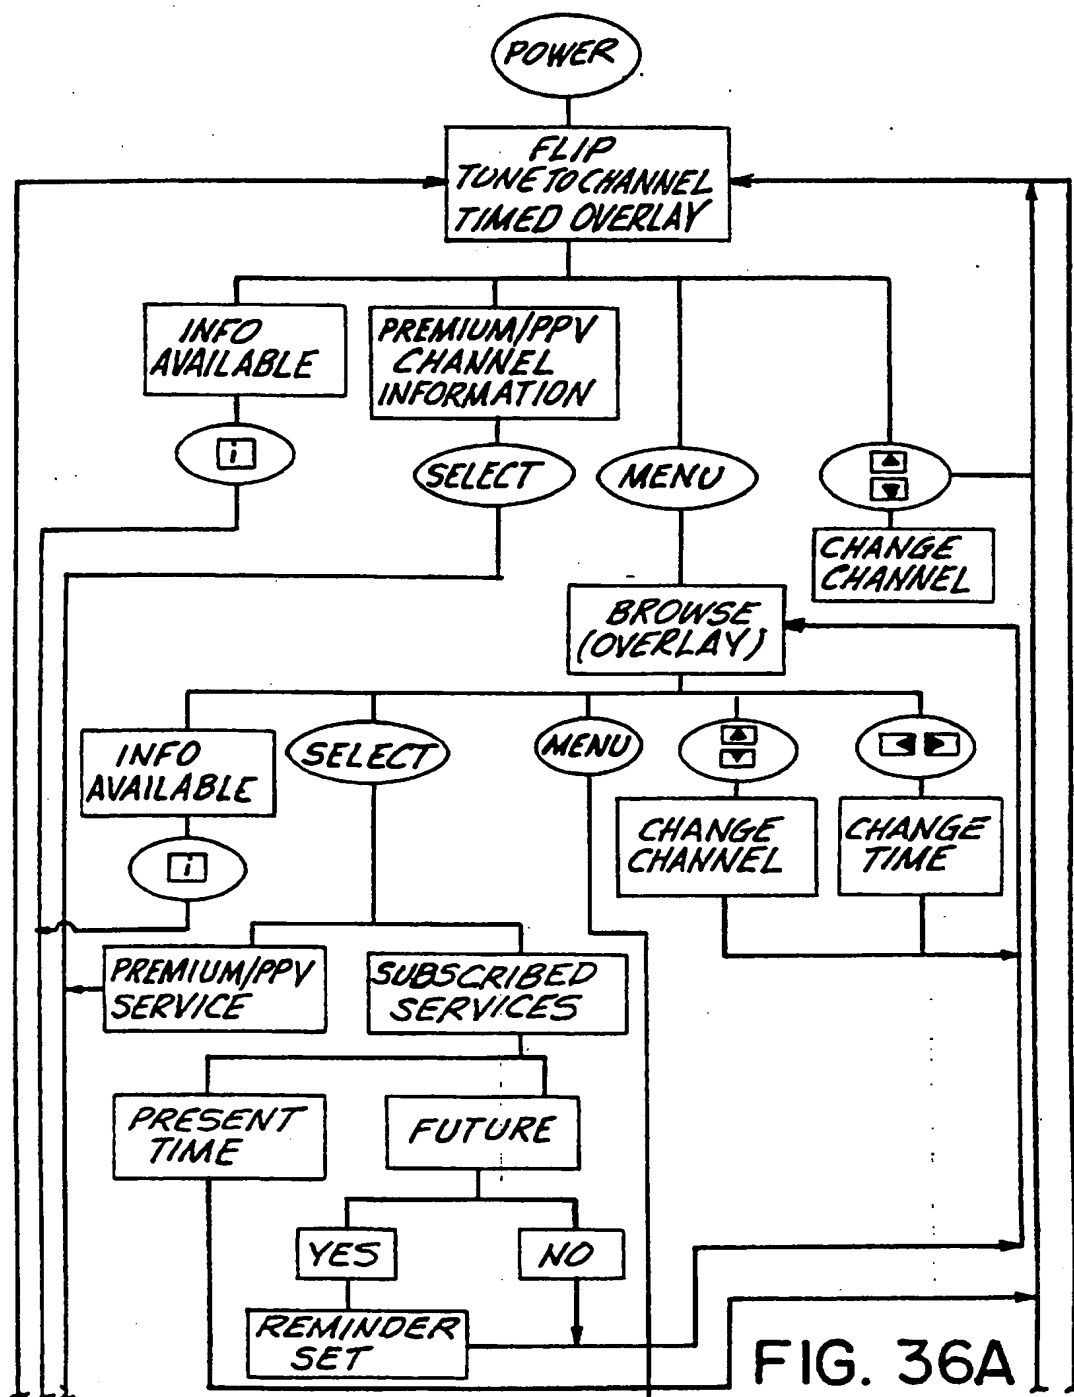 POWER
FLIP
TUNE TO CHANNEL
TIMED OVERLAY
INFO
AVAILABLE
PREMIUM/PPV
CHANNEL
INFORMATION
i
SELECT
MENU
CHANGE
CHANNEL
BROWSE
(OVERLAY)
INFO
AVAILABLE
SELECT
MENU
CHANGE
CHANNEL
CHANGE
TIME
i
PREMIUM/PPV
SERVICE
SUBSCRIBED
SERVICES
PRESENT
TIME
FUTURE
YES
NO
REMINDER
SET
FIG. 36A